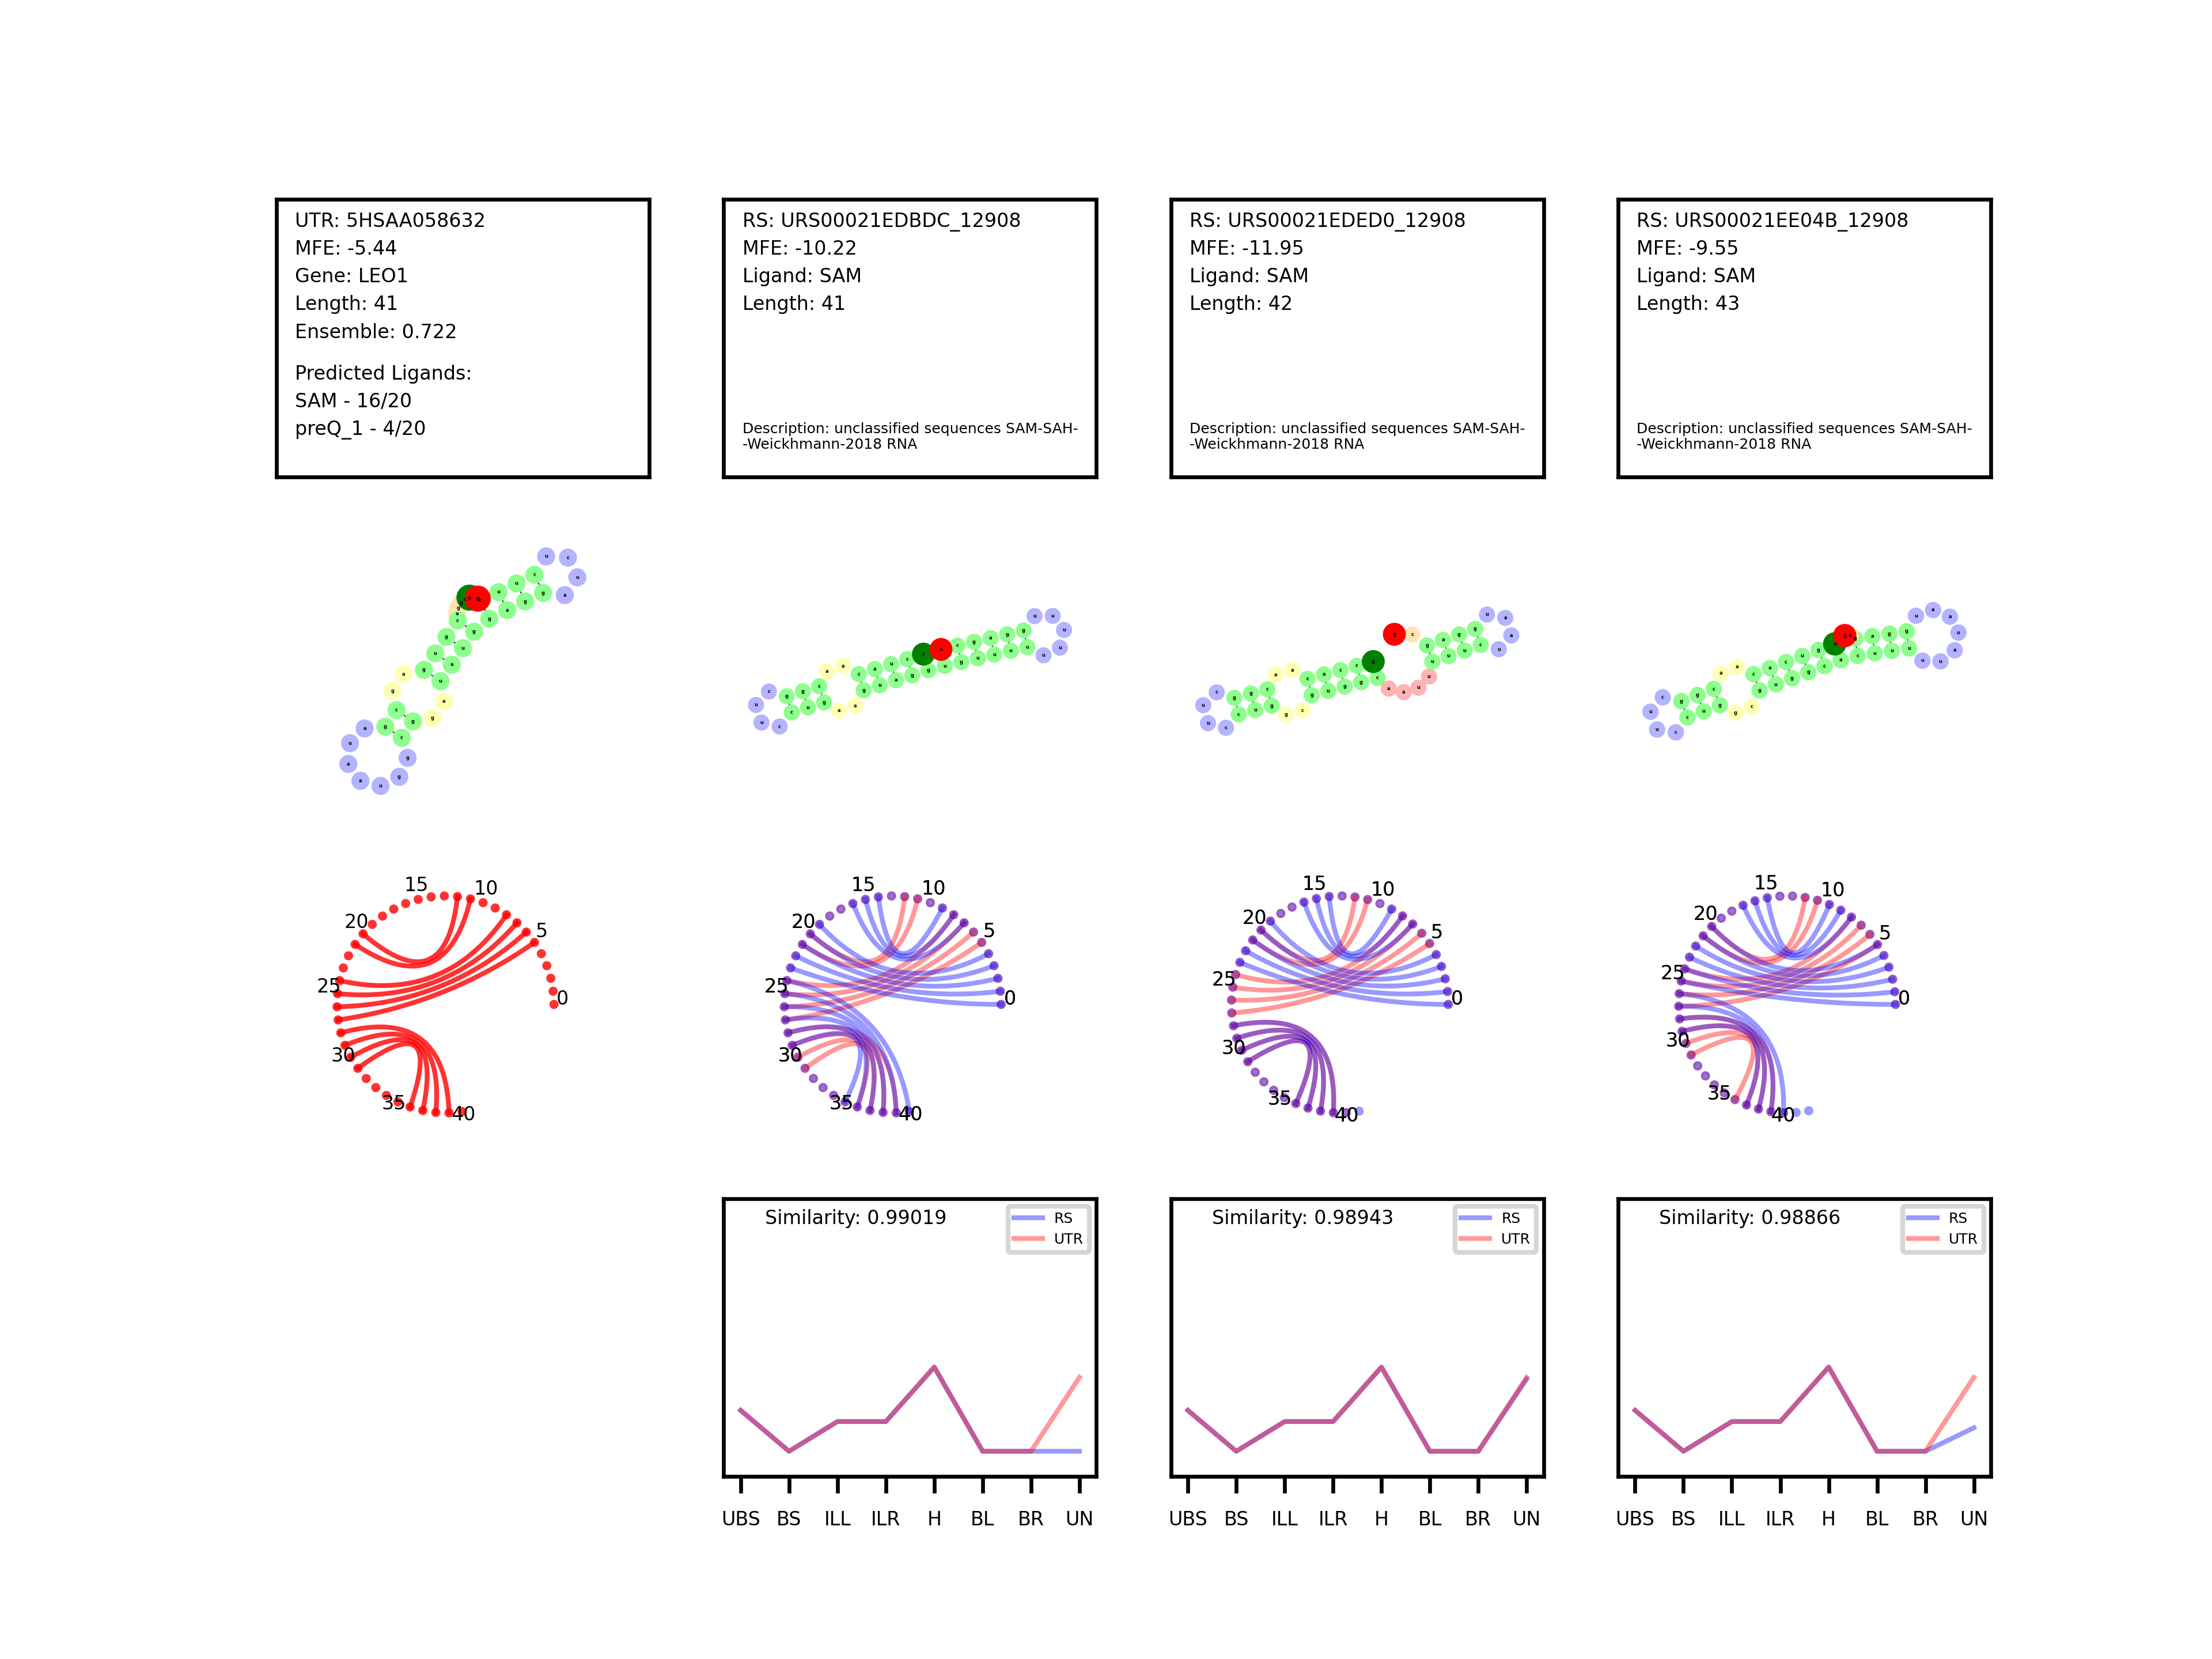 UTR: 5HSAA058632
MFE: -5.44
Gene: LEO1
Length: 41
Ensemble: 0.722
Predicted Ligands:
SAM - 16/20
preQ_1 - 4/20
RS: URS00021EDBDC_12908
MFE: -10.22
Ligand: SAM
Length: 41
Description: unclassified sequences SAM-SAH-
-Weickhmann-2018 RNA
RS: URS00021EDED0_12908
MFE: -11.95
Ligand: SAM
Length: 42
Description: unclassified sequences SAM-SAH-
-Weickhmann-2018 RNA
RS: URS00021EE04B_12908
MFE: -9.55
Ligand: SAM
Length: 43
Description: unclassified sequences SAM-SAH-
-Weickhmann-2018 RNA
0 5 10 15 20 25 30 35 40
0 5 10 15 20 25 30 35 40
0 5 10 15 20 25 30 35 40
0 5 10 15 20 25 30 35 40
Similarity: 0.99019
RS
UTR
UBS BS ILL ILR H BL BR UN
Similarity: 0.98943
RS
UTR
UBS BS ILL ILR H BL BR UN
Similarity: 0.98866
RS
UTR
UBS BS ILL ILR H BL BR UN